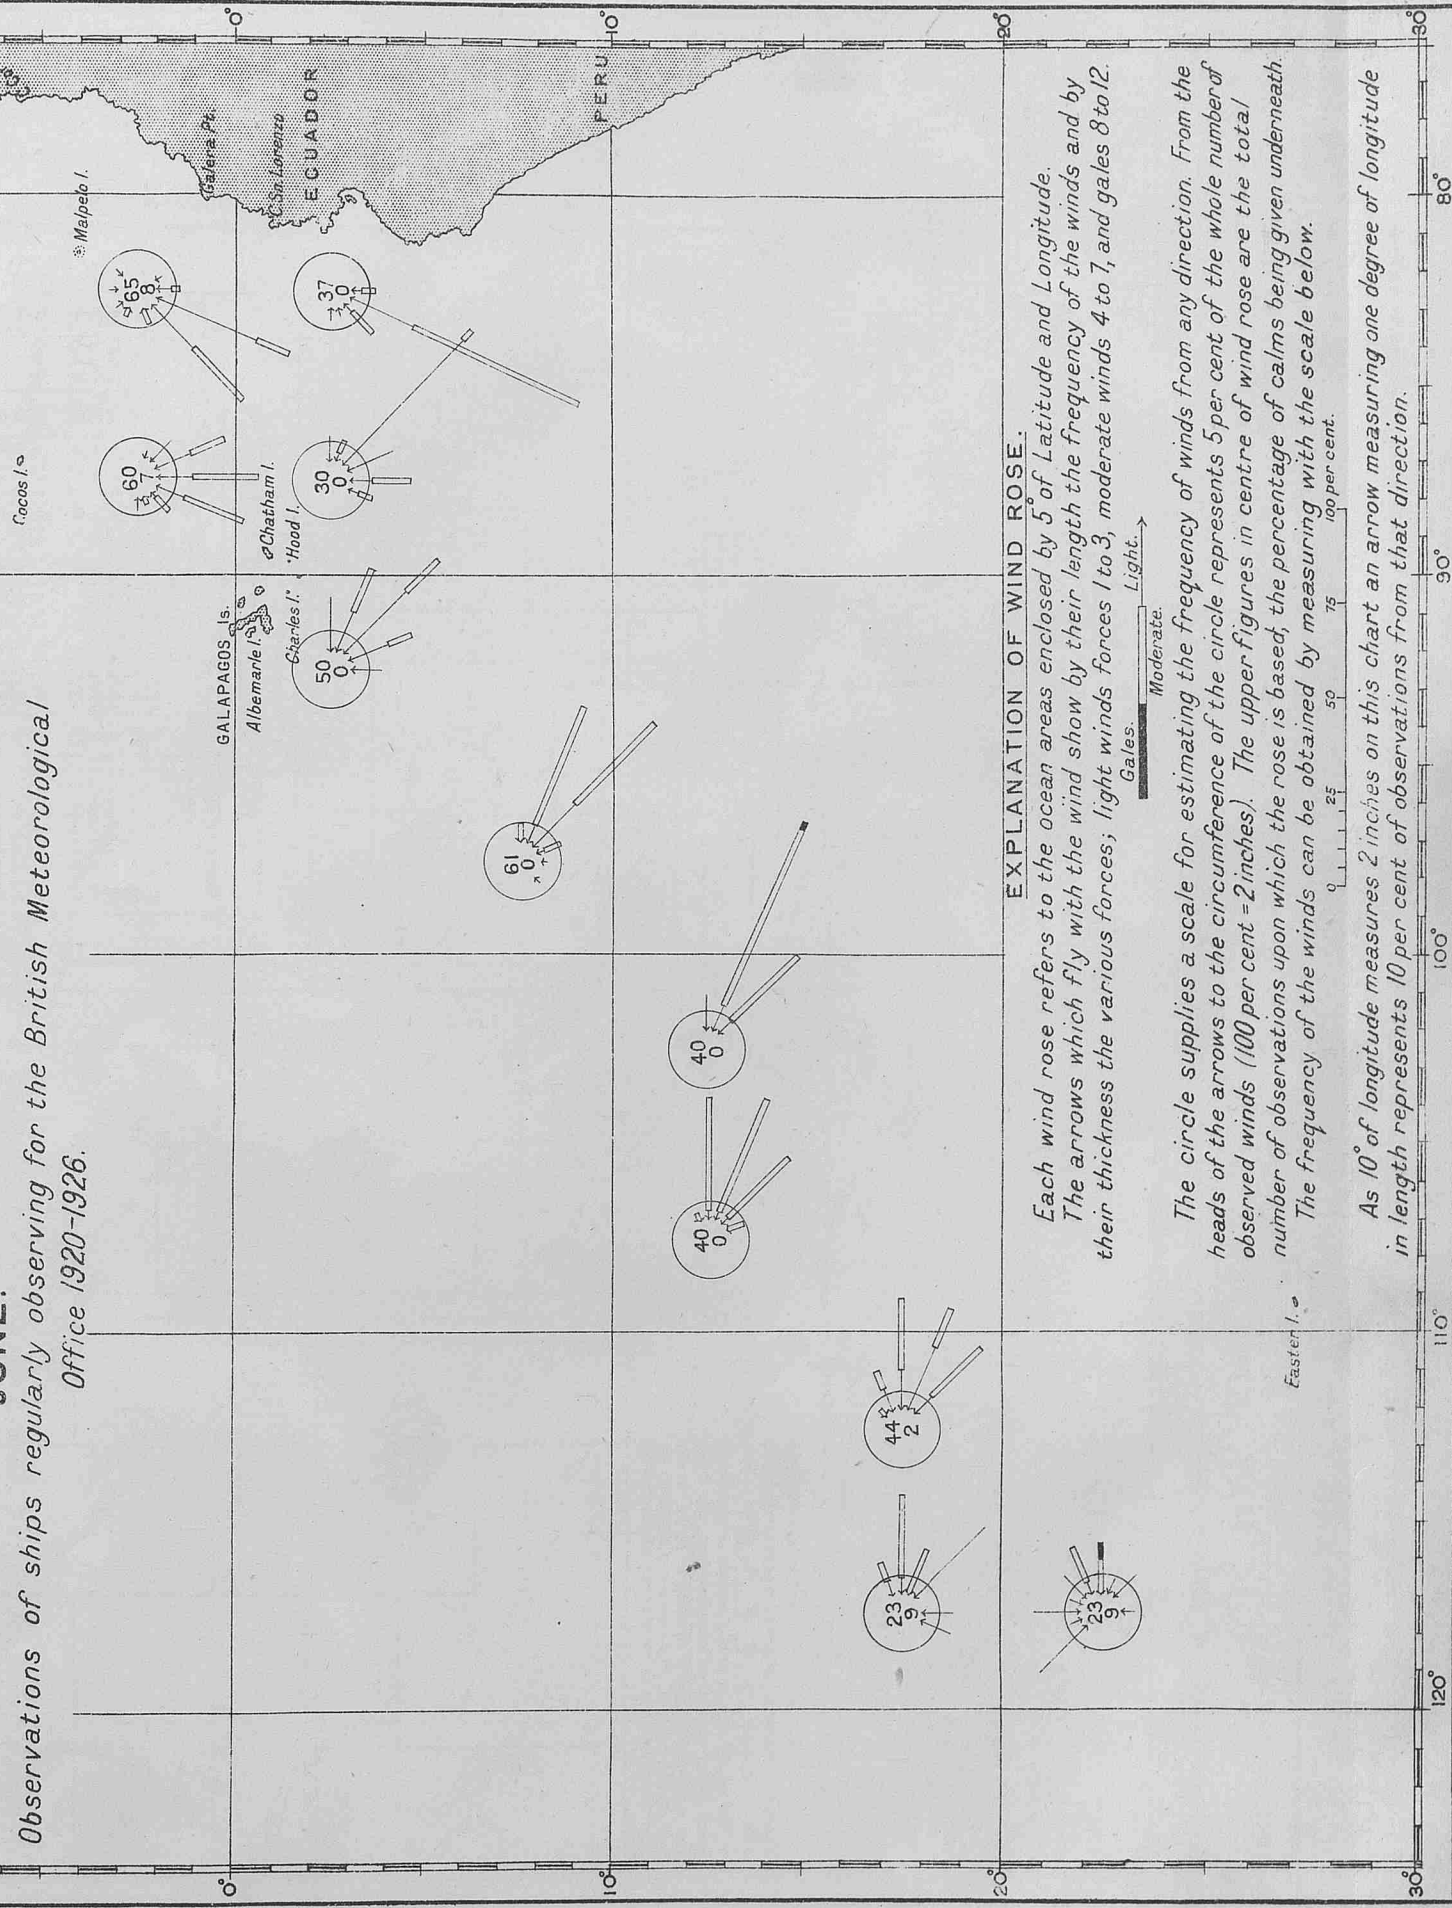 JUNE.
Observations of ships regularly observing for the British Meteorological
Office 1920-1926.
Cocos I.
Malpelo I.
60
7
65
8
0°
0°
Galera Pt.
C. Sn. Lorenzo
ECUADOR
GALAPAGOS Is.
Albemarle I.
Chatham I.
Hood I.
Charles I.
50
0
30
0
37
0
61
0
10°
10°
PERU
40
0
40
0
44
2
23
9
20°
20°
23
9
EXPLANATION OF WIND ROSE.
Each wind rose refers to the ocean areas enclosed by 5° of Latitude and Longitude.
The arrows which fly with the wind show by their length the frequency of the winds and by
their thickness the various forces; light winds forces 1 to 3, moderate winds 4 to 7, and gales 8 to 12.
Gales. Light.
Moderate.
The circle supplies a scale for estimating the frequency of winds from any direction. From the
heads of the arrows to the circumference of the circle represents 5 per cent of the whole number of
observed winds (100 per cent = 2 inches). The upper figures in centre of wind rose are the total
number of observations upon which the rose is based, the percentage of calms being given underneath.
The frequency of the winds can be obtained by measuring with the scale below.
0 25 50 75 100 per cent.
As 10° of longitude measures 2 inches on this chart an arrow measuring one degree of longitude
in length represents 10 per cent of observations from that direction.
Easter I.
30°
30°
120° 110° 100° 90° 80°